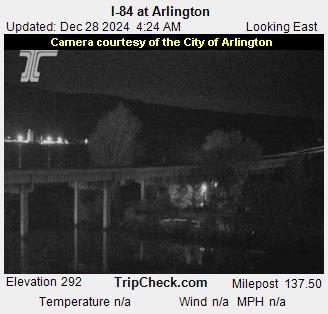 I-84 at Arlington
Updated: Dec 28 2024 4:24 AM Looking East
Camera courtesy of the City of Arlington
Elevation 292 TripCheck.com Milepost 137.50
Temperature n/a Wind n/a MPH n/a